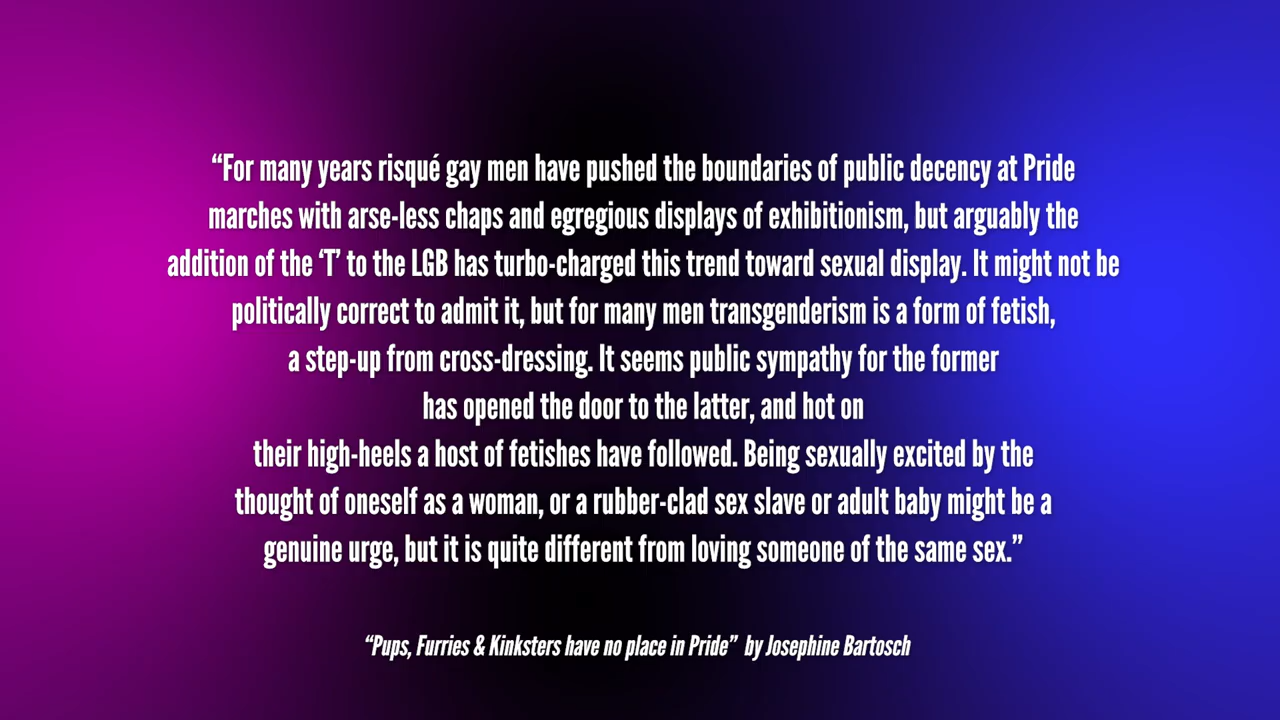 “For many years risqué gay men have pushed the boundaries of public decency at Pride
marches with arse-less chaps and egregious displays of exhibitionism, but arguably the
addition of the ‘T’ to the LGB has turbo-charged this trend toward sexual display. It might not be
politically correct to admit it, but for many men transgenderism is a form of fetish,
a step-up from cross-dressing. It seems public sympathy for the former
has opened the door to the latter, and hot on
their high-heels a host of fetishes have followed. Being sexually excited by the
thought of oneself as a woman, or a rubber-clad sex slave or adult baby might be a
genuine urge, but it is quite different from loving someone of the same sex.”
“Pups, Furries & Kinksters have no place in Pride” by Josephine Bartosch